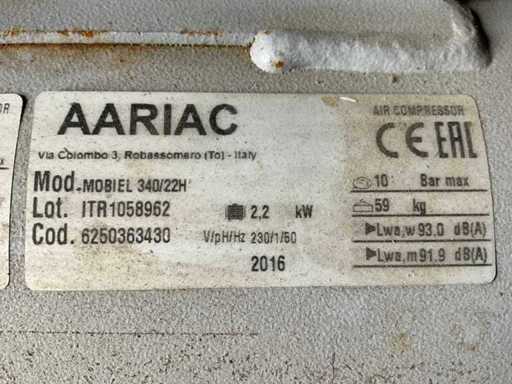 AARIAC
AIR COMPRESSOR
Via Colombo 3, Robassomero (To) - Italy
CE EAC
Mod. MOBIEL 340/22H
10 Bar max
Lot. ITR1058962
2,2 kW
59 kg
Cod. 6250363430
V/pH/Hz 230/1/50
Lwa,w 93.0 dB(A)
2016
Lwa,m 91.9 dB(A)